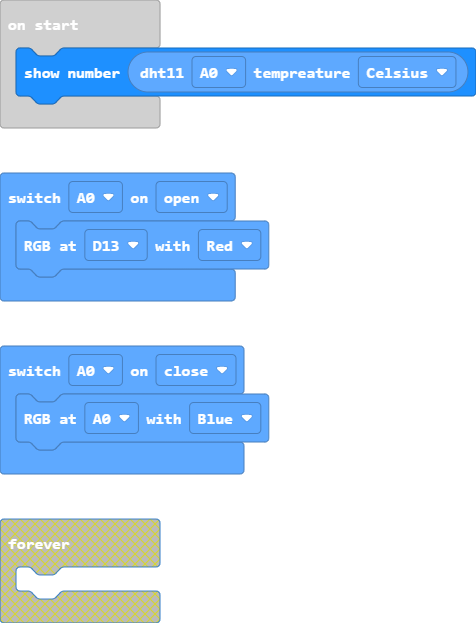 on start
show number dht11 A0 tempreature Celsius
switch A0 on open
RGB at D13 with Red
switch A0 on close
RGB at A0 with Blue
forever